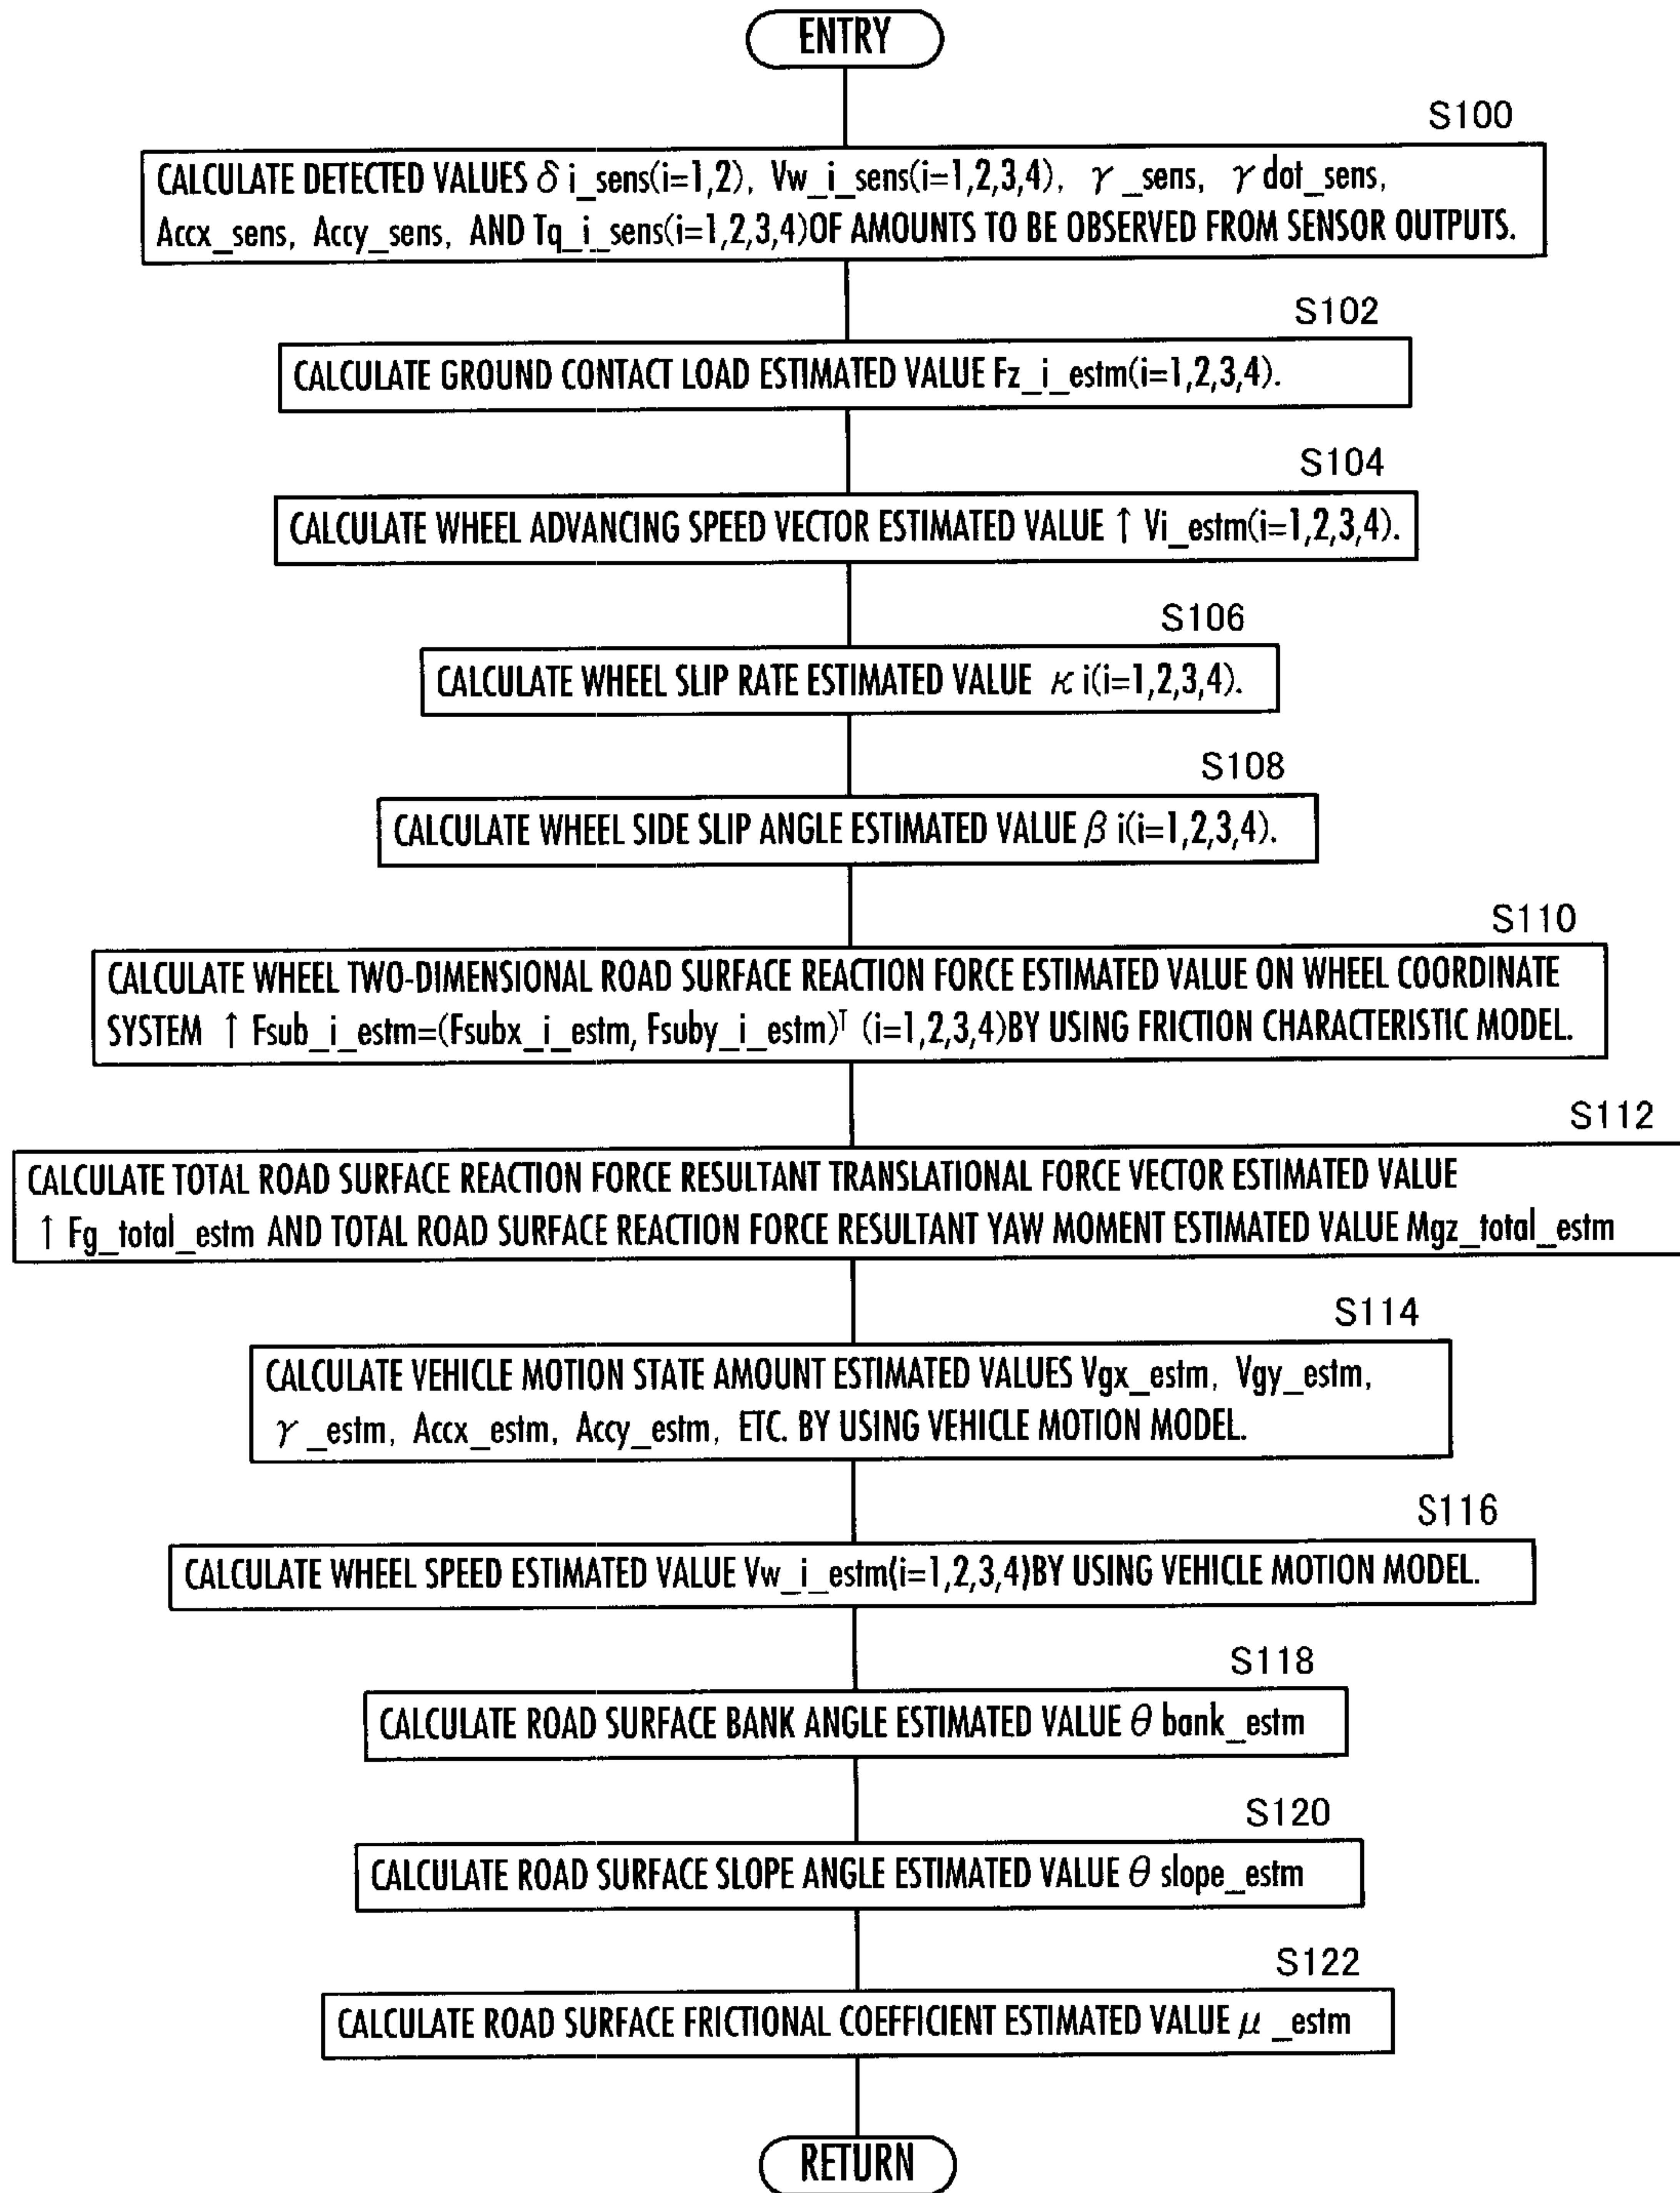 ENTRY
S100
CALCULATE DETECTED VALUES δ i_sens(i=1,2), Vw_i_sens(i=1,2,3,4), γ _sens, γ dot_sens,
Accx_sens, Accy_sens, AND Tq_i_sens(i=1,2,3,4)OF AMOUNTS TO BE OBSERVED FROM SENSOR OUTPUTS.
S102
CALCULATE GROUND CONTACT LOAD ESTIMATED VALUE Fz_i_estm(i=1,2,3,4).
S104
CALCULATE WHEEL ADVANCING SPEED VECTOR ESTIMATED VALUE ↑ Vi_estm(i=1,2,3,4).
S106
CALCULATE WHEEL SLIP RATE ESTIMATED VALUE κ i(i=1,2,3,4).
S108
CALCULATE WHEEL SIDE SLIP ANGLE ESTIMATED VALUE β i(i=1,2,3,4).
S110
CALCULATE WHEEL TWO-DIMENSIONAL ROAD SURFACE REACTION FORCE ESTIMATED VALUE ON WHEEL COORDINATE
SYSTEM ↑ Fsub_i_estm=(Fsubx_i_estm, Fsuby_i_estm)ᵀ (i=1,2,3,4)BY USING FRICTION CHARACTERISTIC MODEL.
S112
CALCULATE TOTAL ROAD SURFACE REACTION FORCE RESULTANT TRANSLATIONAL FORCE VECTOR ESTIMATED VALUE
↑ Fg_total_estm AND TOTAL ROAD SURFACE REACTION FORCE RESULTANT YAW MOMENT ESTIMATED VALUE Mgz_total_estm
S114
CALCULATE VEHICLE MOTION STATE AMOUNT ESTIMATED VALUES Vgx_estm, Vgy_estm,
γ _estm, Accx_estm, Accy_estm, ETC. BY USING VEHICLE MOTION MODEL.
S116
CALCULATE WHEEL SPEED ESTIMATED VALUE Vw_i_estm(i=1,2,3,4)BY USING VEHICLE MOTION MODEL.
S118
CALCULATE ROAD SURFACE BANK ANGLE ESTIMATED VALUE θ bank_estm
S120
CALCULATE ROAD SURFACE SLOPE ANGLE ESTIMATED VALUE θ slope_estm
S122
CALCULATE ROAD SURFACE FRICTIONAL COEFFICIENT ESTIMATED VALUE μ _estm
RETURN